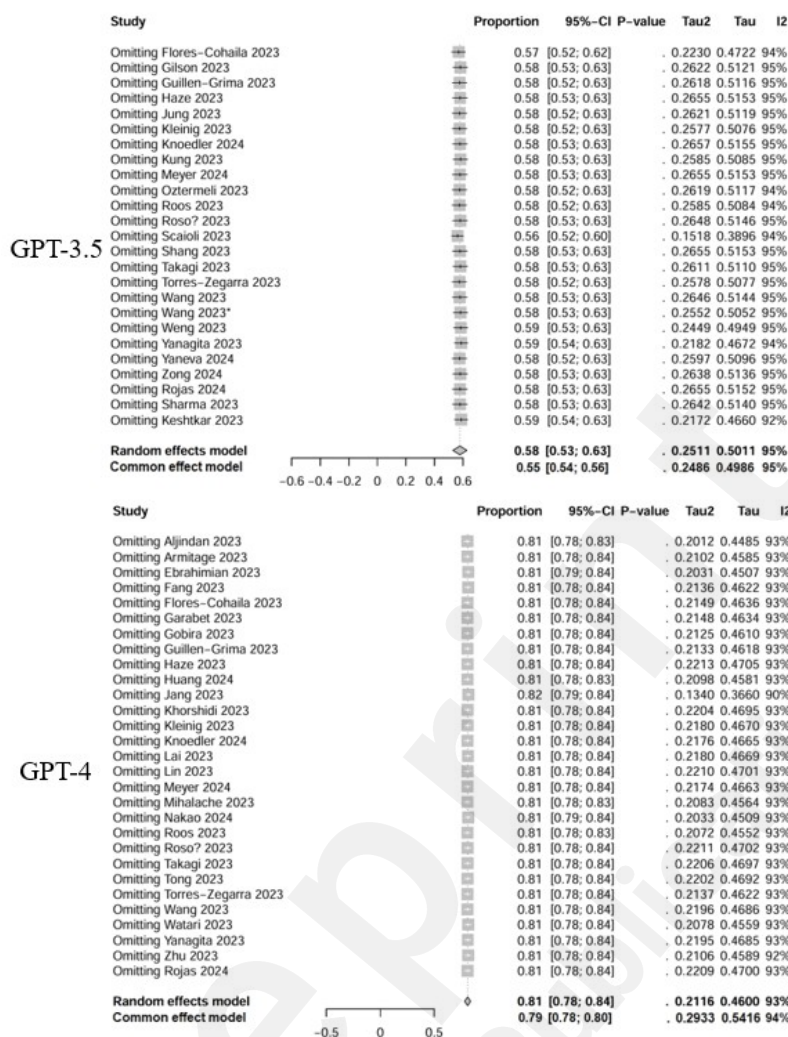 Study Proportion 95%-CI P-value Tau2 Tau I2
Omitting Flores-Cohaila 2023 0.57 [0.52; 0.62] . 0.2230 0.4722 94%
Omitting Gilson 2023 0.58 [0.53; 0.63] . 0.2622 0.5121 95%
Omitting Guillen-Grima 2023 0.58 [0.52; 0.63] . 0.2618 0.5116 95%
Omitting Haze 2023 0.58 [0.53; 0.63] . 0.2655 0.5153 95%
Omitting Jung 2023 0.58 [0.53; 0.63] . 0.2621 0.5119 95%
Omitting Kleinig 2023 0.58 [0.52; 0.63] . 0.2577 0.5076 95%
Omitting Knoedler 2024 0.58 [0.53; 0.63] . 0.2657 0.5155 95%
Omitting Kung 2023 0.58 [0.53; 0.63] . 0.2585 0.5085 95%
Omitting Meyer 2024 0.58 [0.53; 0.63] . 0.2655 0.5153 95%
Omitting Oztermeli 2023 0.58 [0.52; 0.63] . 0.2619 0.5117 94%
Omitting Roos 2023 0.58 [0.52; 0.63] . 0.2585 0.5084 95%
Omitting Roso? 2023 0.58 [0.53; 0.63] . 0.2648 0.5146 95%
GPT-3.5 Omitting Scaioli 2023 0.56 [0.52; 0.60] . 0.1518 0.3896 94%
Omitting Shang 2023 0.58 [0.53; 0.63] . 0.2655 0.5153 95%
Omitting Takagi 2023 0.58 [0.53; 0.63] . 0.2611 0.5110 95%
Omitting Torres-Zegarra 2023 0.58 [0.52; 0.63] . 0.2578 0.5077 95%
Omitting Wang 2023 0.58 [0.53; 0.63] . 0.2646 0.5144 95%
Omitting Wang 2023* 0.58 [0.53; 0.63] . 0.2552 0.5052 95%
Omitting Weng 2023 0.59 [0.53; 0.63] . 0.2449 0.4949 95%
Omitting Yanagita 2023 0.59 [0.54; 0.63] . 0.2182 0.4672 94%
Omitting Yaneva 2024 0.58 [0.52; 0.63] . 0.2597 0.5096 95%
Omitting Zong 2024 0.58 [0.53; 0.63] . 0.2638 0.5136 95%
Omitting Rojas 2024 0.58 [0.53; 0.63] . 0.2655 0.5152 95%
Omitting Sharma 2023 0.58 [0.53; 0.63] . 0.2642 0.5140 95%
Omitting Keshtkar 2023 0.59 [0.54; 0.63] . 0.2172 0.4660 92%
Random effects model 0.58 [0.53; 0.63] . 0.2511 0.5011 95%
Common effect model 0.55 [0.54; 0.56] . 0.2486 0.4986 95%
-0.6 -0.4 -0.2 0 0.2 0.4 0.6
Study Proportion 95%-CI P-value Tau2 Tau I2
Omitting Aljindan 2023 0.81 [0.78; 0.83] . 0.2012 0.4485 93%
Omitting Armitage 2023 0.81 [0.78; 0.84] . 0.2102 0.4585 93%
Omitting Ebrahimian 2023 0.81 [0.79; 0.84] . 0.2031 0.4507 93%
Omitting Fang 2023 0.81 [0.78; 0.84] . 0.2136 0.4622 93%
Omitting Flores-Cohaila 2023 0.81 [0.78; 0.84] . 0.2149 0.4636 93%
Omitting Garabet 2023 0.81 [0.78; 0.84] . 0.2148 0.4634 93%
Omitting Gobira 2023 0.81 [0.78; 0.84] . 0.2125 0.4610 93%
Omitting Guillen-Grima 2023 0.81 [0.78; 0.84] . 0.2133 0.4618 93%
Omitting Haze 2023 0.81 [0.78; 0.84] . 0.2213 0.4705 93%
Omitting Huang 2024 0.81 [0.78; 0.83] . 0.2098 0.4581 93%
Omitting Jang 2023 0.82 [0.79; 0.84] . 0.1340 0.3660 90%
Omitting Khorshidi 2023 0.81 [0.78; 0.84] . 0.2204 0.4695 93%
Omitting Kleinig 2023 0.81 [0.78; 0.84] . 0.2180 0.4670 93%
Omitting Knoedler 2024 0.81 [0.78; 0.84] . 0.2176 0.4665 93%
Omitting Lai 2023 0.81 [0.78; 0.84] . 0.2180 0.4669 93%
GPT-4 Omitting Lin 2023 0.81 [0.78; 0.84] . 0.2210 0.4701 93%
Omitting Meyer 2024 0.81 [0.78; 0.84] . 0.2174 0.4663 93%
Omitting Mihalache 2023 0.81 [0.78; 0.83] . 0.2083 0.4564 93%
Omitting Nakao 2024 0.81 [0.79; 0.84] . 0.2033 0.4509 93%
Omitting Roos 2023 0.81 [0.78; 0.83] . 0.2072 0.4552 93%
Omitting Roso? 2023 0.81 [0.78; 0.84] . 0.2211 0.4702 93%
Omitting Takagi 2023 0.81 [0.78; 0.84] . 0.2206 0.4697 93%
Omitting Tong 2023 0.81 [0.78; 0.84] . 0.2202 0.4692 93%
Omitting Torres-Zegarra 2023 0.81 [0.78; 0.84] . 0.2137 0.4622 93%
Omitting Wang 2023 0.81 [0.78; 0.84] . 0.2196 0.4686 93%
Omitting Watari 2023 0.81 [0.78; 0.84] . 0.2078 0.4559 93%
Omitting Yanagita 2023 0.81 [0.78; 0.84] . 0.2195 0.4685 93%
Omitting Zhu 2023 0.81 [0.78; 0.84] . 0.2106 0.4589 92%
Omitting Rojas 2024 0.81 [0.78; 0.84] . 0.2209 0.4700 93%
Random effects model 0.81 [0.78; 0.84] . 0.2116 0.4600 93%
Common effect model 0.79 [0.78; 0.80] . 0.2933 0.5416 94%
-0.5 0 0.5